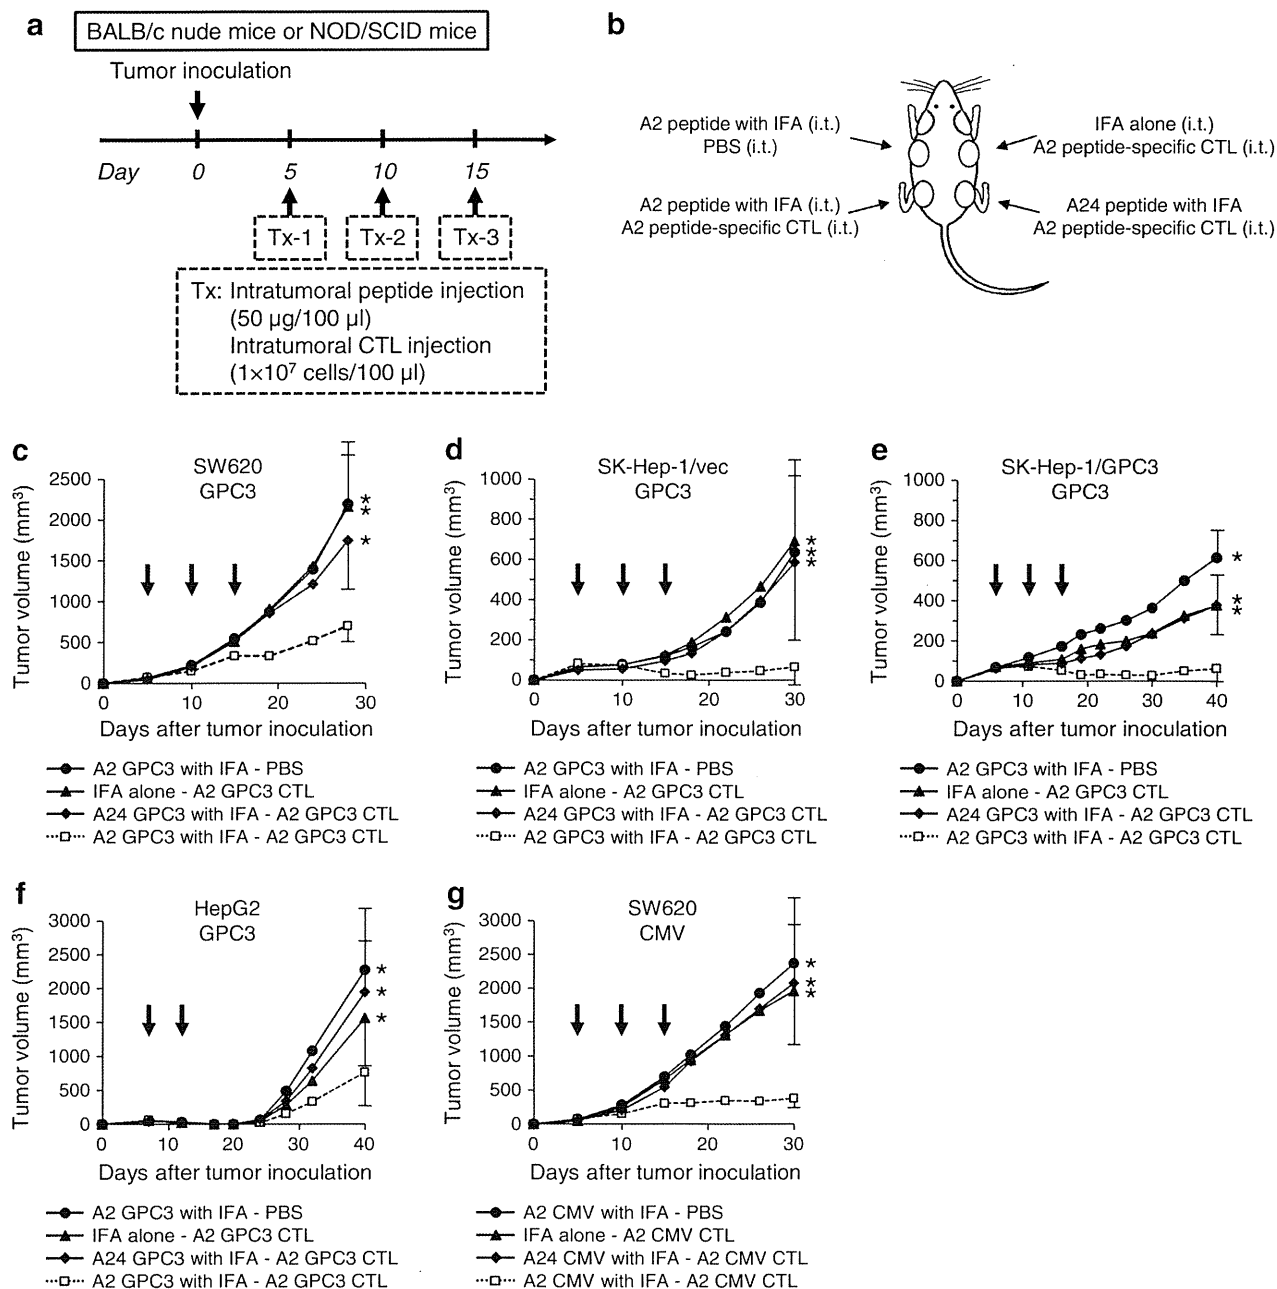 a
BALB/c nude mice or NOD/SCID mice
Tumor inoculation
Day 0 5 10 15
Tx-1 Tx-2 Tx-3
Tx: Intratumoral peptide injection
(50 µg/100 µl)
Intratumoral CTL injection
(1×10⁷ cells/100 µl)
b
A2 peptide with IFA (i.t.)
PBS (i.t.)
IFA alone (i.t.)
A2 peptide-specific CTL (i.t.)
A2 peptide with IFA (i.t.)
A2 peptide-specific CTL (i.t.)
A24 peptide with IFA
A2 peptide-specific CTL (i.t.)
c
SW620
GPC3
Tumor volume (mm³)
2500
2000
1500
1000
500
0
*
*
*
0 10 20 30
Days after tumor inoculation
A2 GPC3 with IFA - PBS
IFA alone - A2 GPC3 CTL
A24 GPC3 with IFA - A2 GPC3 CTL
A2 GPC3 with IFA - A2 GPC3 CTL
d
SK-Hep-1/vec
GPC3
Tumor volume (mm³)
1000
800
600
400
200
0
*
*
*
0 10 20 30
Days after tumor inoculation
A2 GPC3 with IFA - PBS
IFA alone - A2 GPC3 CTL
A24 GPC3 with IFA - A2 GPC3 CTL
A2 GPC3 with IFA - A2 GPC3 CTL
e
SK-Hep-1/GPC3
GPC3
Tumor volume (mm³)
1000
800
600
400
200
0
*
*
*
0 10 20 30 40
Days after tumor inoculation
A2 GPC3 with IFA - PBS
IFA alone - A2 GPC3 CTL
A24 GPC3 with IFA - A2 GPC3 CTL
A2 GPC3 with IFA - A2 GPC3 CTL
f
HepG2
GPC3
Tumor volume (mm³)
3000
2500
2000
1500
1000
500
0
*
*
*
0 10 20 30 40
Days after tumor inoculation
A2 GPC3 with IFA - PBS
IFA alone - A2 GPC3 CTL
A24 GPC3 with IFA - A2 GPC3 CTL
A2 GPC3 with IFA - A2 GPC3 CTL
g
SW620
CMV
Tumor volume (mm³)
3000
2500
2000
1500
1000
500
0
*
*
*
0 10 20 30
Days after tumor inoculation
A2 CMV with IFA - PBS
IFA alone - A2 CMV CTL
A24 CMV with IFA - A2 CMV CTL
A2 CMV with IFA - A2 CMV CTL